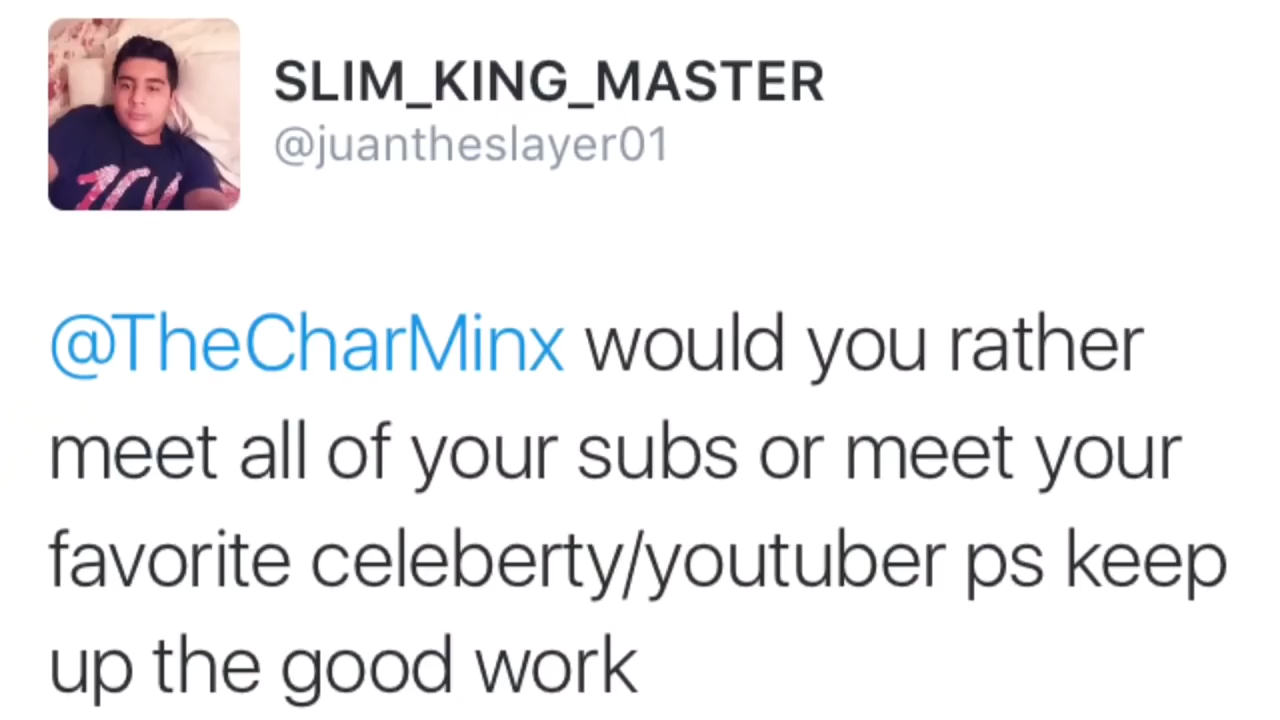 SLIM_KING_MASTER
@juantheslayer01
@TheCharMinx would you rather
meet all of your subs or meet your
favorite celeberty/youtuber ps keep
up the good work